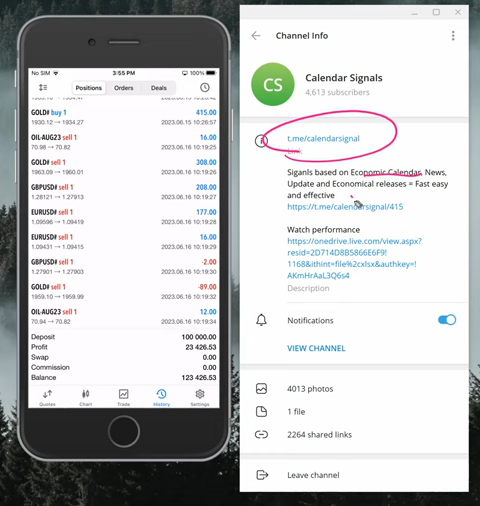 No SIM 3:55 PM 100%
Positions Orders Deals
GOLD# buy 1 415.00
1930.12 → 1934.27 2023.06.15 10:26:57
OIL-AUG23 sell 1 16.00
70.98 → 70.82 2023.06.16 10:19:25
GOLD# sell 1 308.00
1963.09 → 1960.01 2023.06.16 10:19:26
GBPUSD# sell 1 208.00
1.28121 → 1.27913 2023.06.16 10:19:27
EURUSD# sell 1 177.00
1.09596 → 1.09419 2023.06.16 10:19:28
EURUSD# sell 1 16.00
1.09431 → 1.09415 2023.06.16 10:19:29
GBPUSD# sell 1 -2.00
1.27901 → 1.27903 2023.06.16 10:19:30
GOLD# sell 1 -89.00
1959.10 → 1959.99 2023.06.16 10:19:32
OIL-AUG23 sell 1 12.00
70.94 → 70.82 2023.06.16 10:19:34
Deposit 100 000.00
Profit 23 426.53
Swap 0.00
Commission 0.00
Balance 123 426.53
Quotes Chart Trade History Settings
Channel Info
CS
Calendar Signals
4,613 subscribers
t.me/calendarsignal
Link
Siganls based on Economic Calendar, News,
Update and Economical releases = Fast easy
and effective
https://t.me/calendarsignal/415
Watch performance
https://onedrive.live.com/view.aspx?
resid=2D714D8B5866E6F9!
1168&ithint=file%2cxlsx&authkey=!
AKmHrAaL3Q6s4
Description
Notifications
VIEW CHANNEL
4013 photos
1 file
2264 shared links
Leave channel